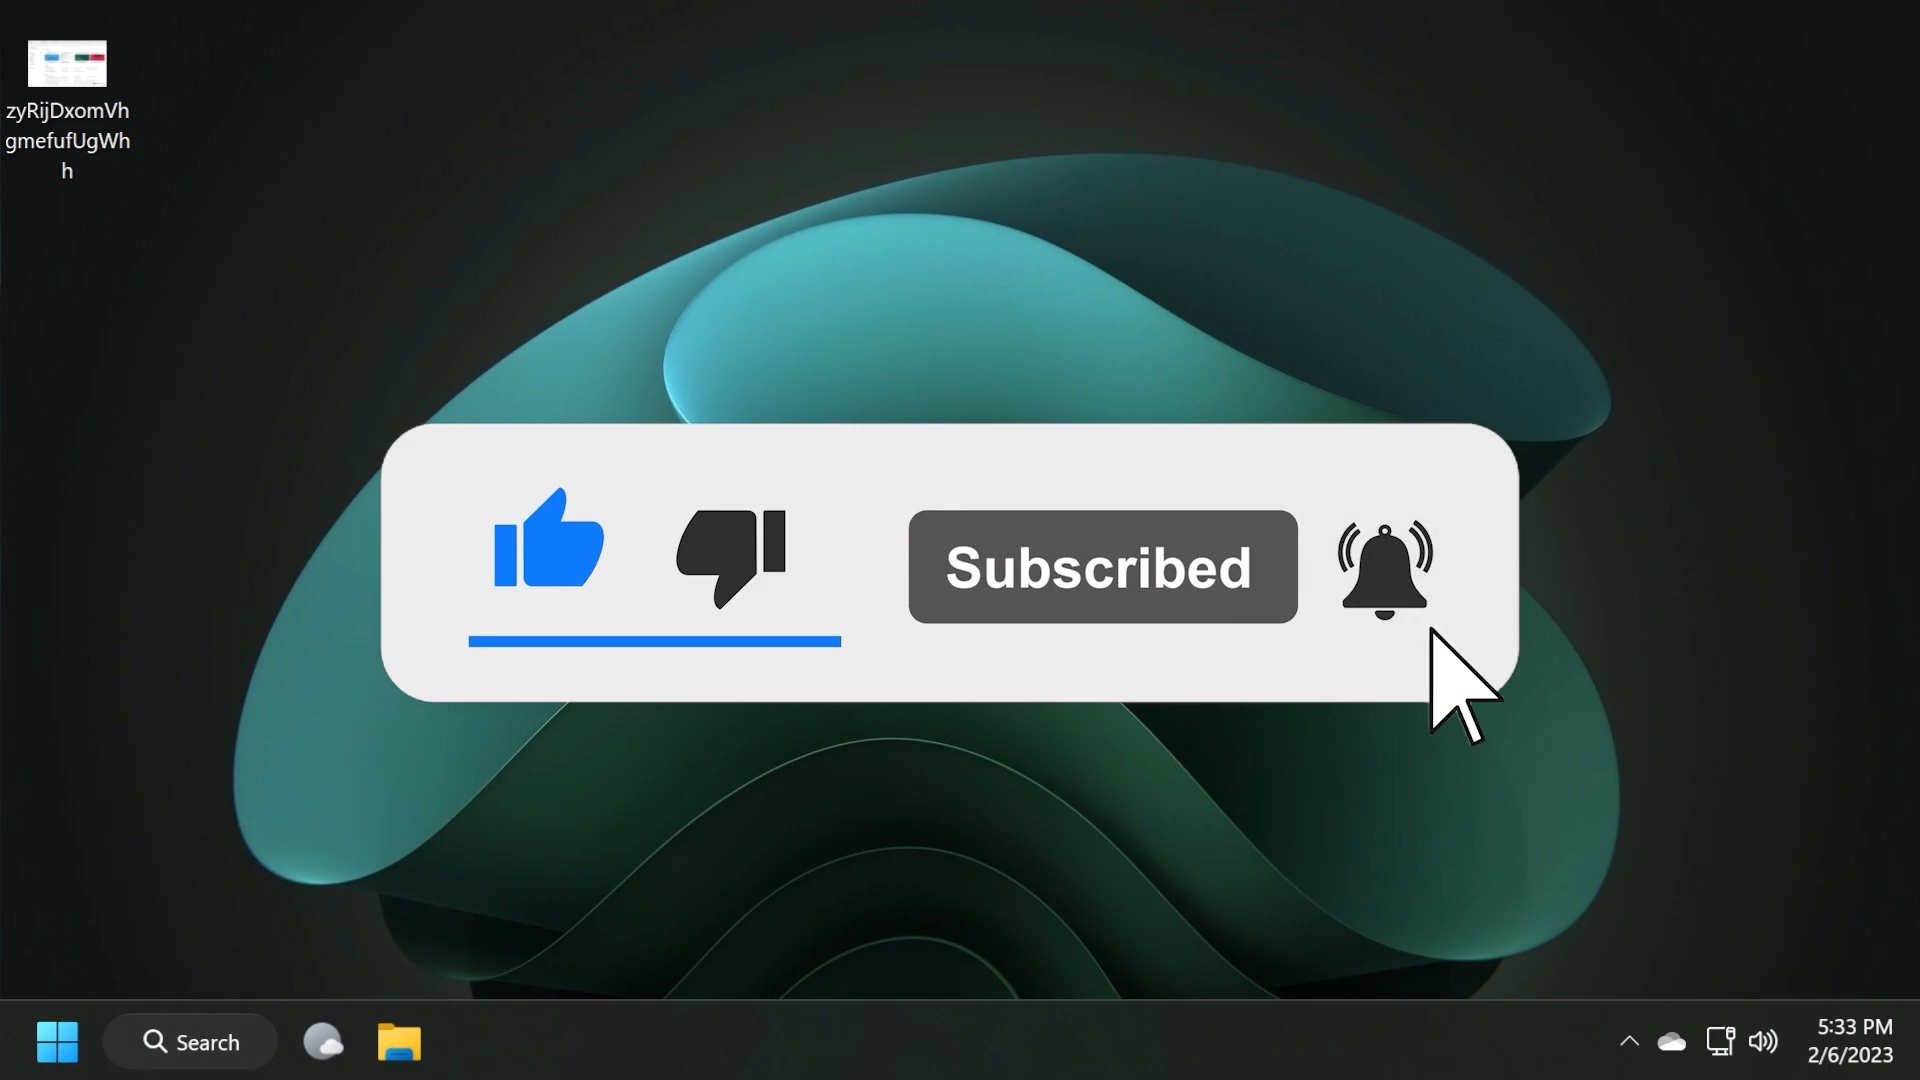 zyRijDxomVh
gmefufUgWh
h
Subscribed
Search
5:33 PM
2/6/2023